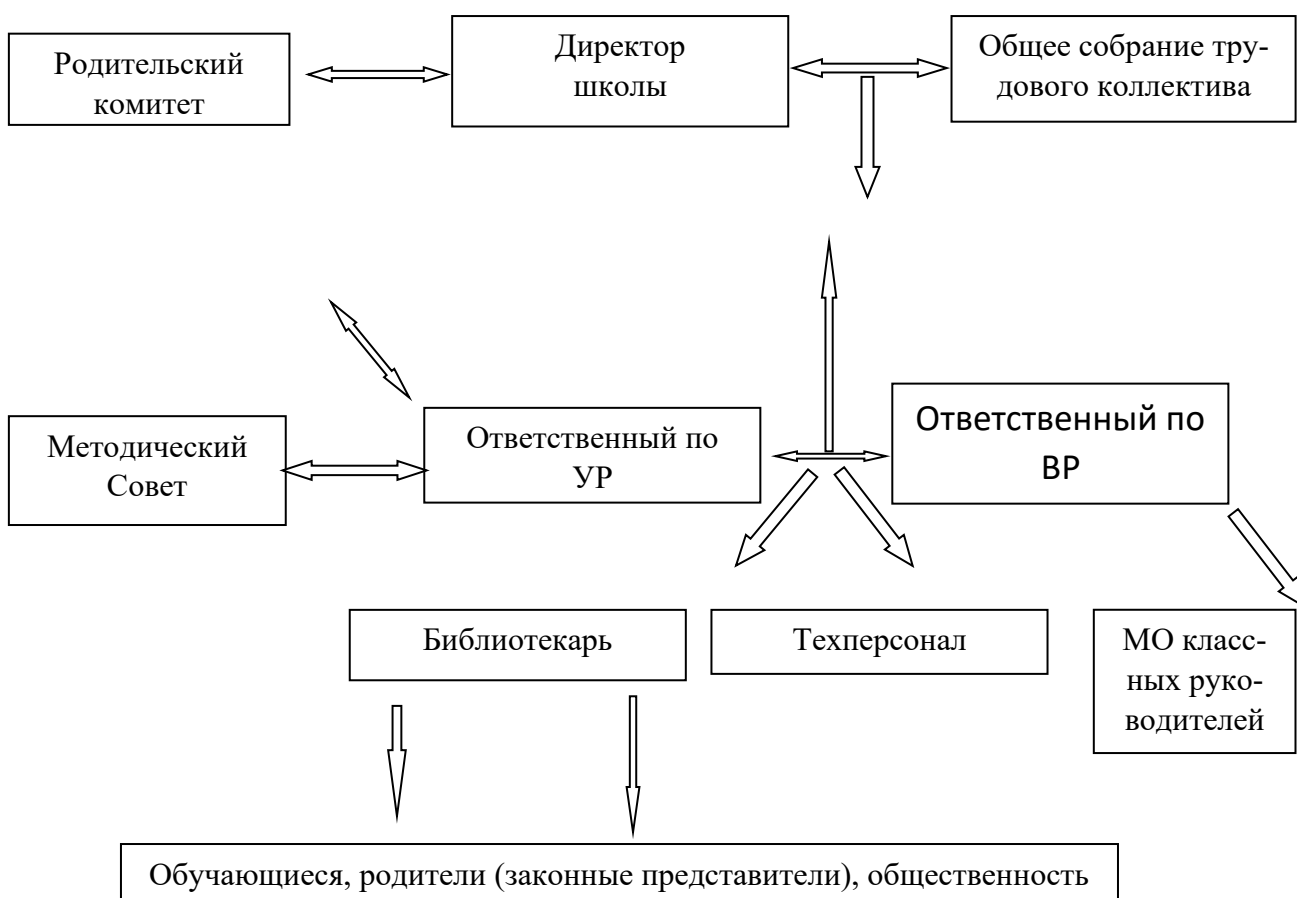 Родительский
комитет
Директор
школы
Общее собрание тру-
дового коллектива
Методический
Совет
Ответственный по
УР
Ответственный по
ВР
Библиотекарь
Техперсонал
МО класс-
ных руко-
водителей
Обучающиеся, родители (законные представители), общественность